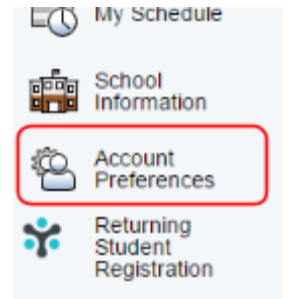 My Schedule
School
Information
Account
Preferences
Returning
Student
Registration